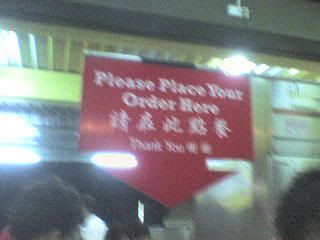 Please Place Your
Order Here
請在此點餐
Thank You 謝謝